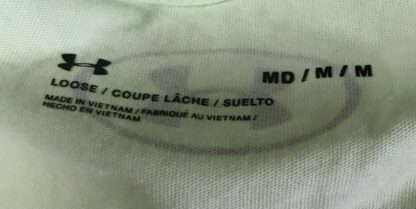 MD / M / M
LOOSE / COUPE LÂCHE / SUELTO
MADE IN VIETNAM / FABRIQUÉ AU VIETNAM /
HECHO EN VIETNAM